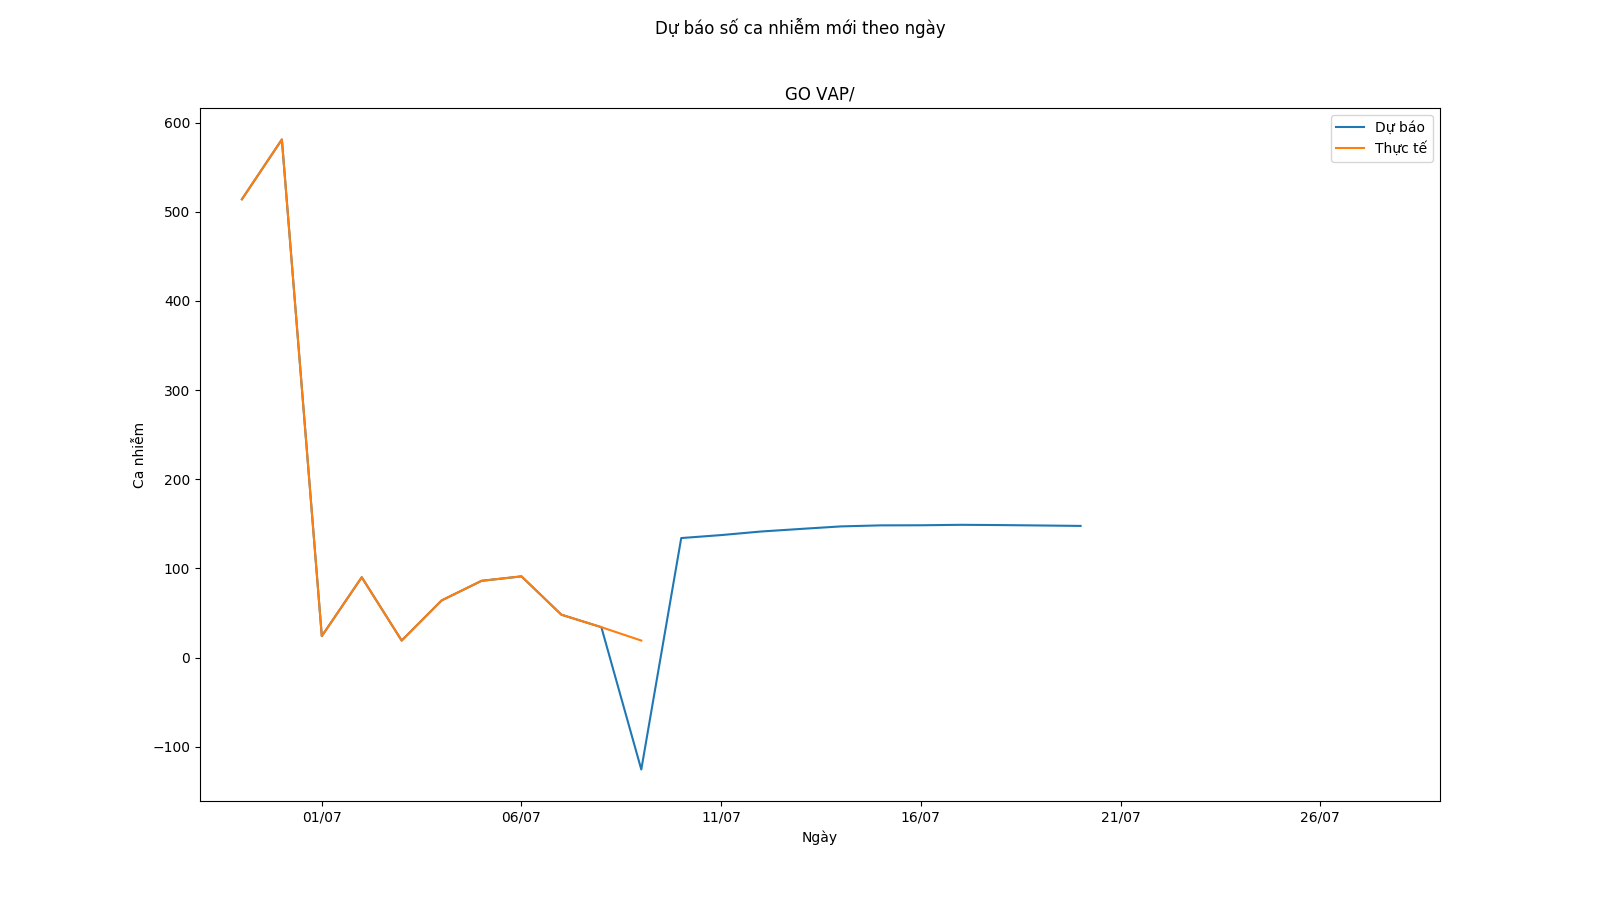 Dự báo số ca nhiễm mới theo ngày
GO VAP/
Dự báo
Thực tế
600
500
400
300
200
100
0
−100
Ca nhiễm
01/07
06/07
11/07
16/07
21/07
26/07
Ngày